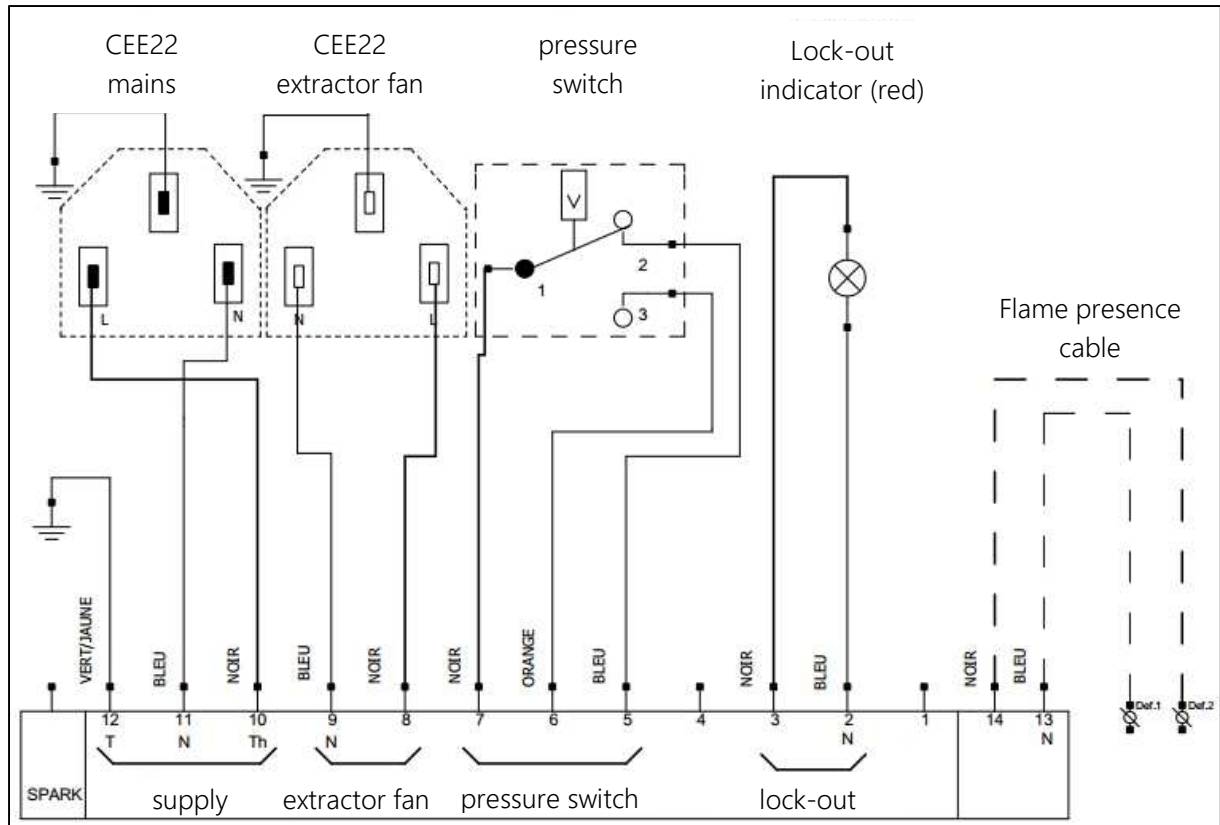 CEE22
mains
CEE22
extractor fan
pressure
switch
Lock-out
indicator (red)
L
N
N
L
V
1
2
3
Flame presence
cable
VERT/JAUNE
BLEU
NOIR
BLEU
NOIR
NOIR
ORANGE
BLEU
NOIR
BLEU
NOIR
BLEU
Def.1
Def.2
12 11 10 9 8 7 6 5 4 3 2 1 14 13
T N Th N N N
SPARK
supply
extractor fan
pressure switch
lock-out